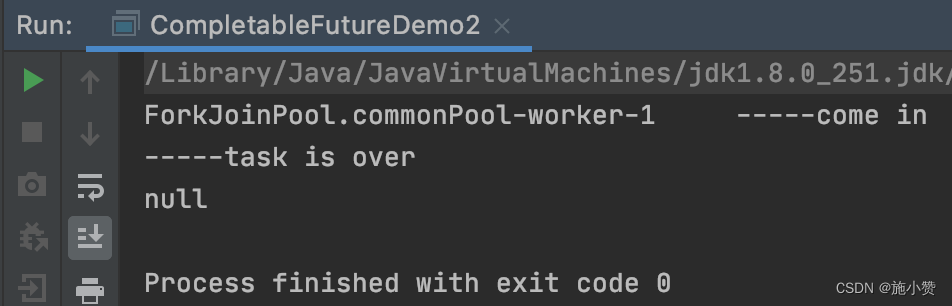 Run: CompletableFutureDemo2
/Library/Java/JavaVirtualMachines/jdk1.8.0_251.jdk/
ForkJoinPool.commonPool-worker-1 -----come in
-----task is over
null
Process finished with exit code 0
CSDN @施小赞